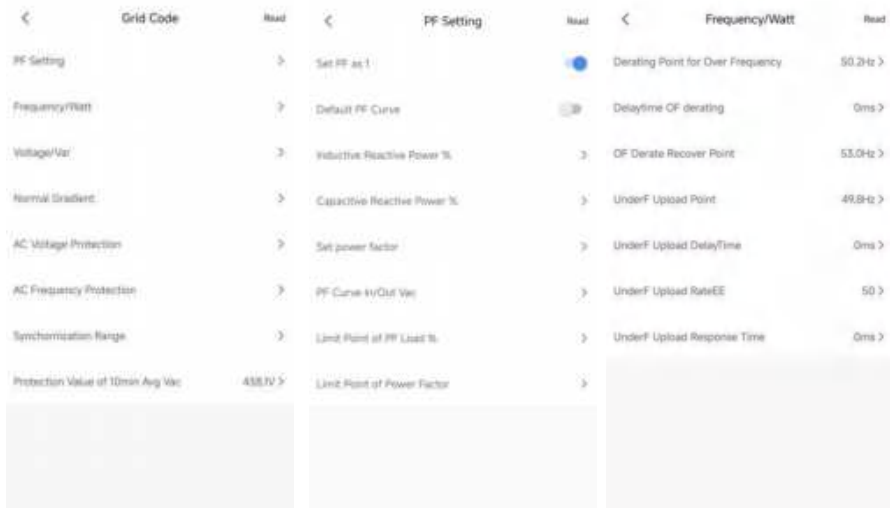 Grid Code
Read
PF Setting
Frequency/Watt
Voltage/Var
Normal Gradient
AC Voltage Protection
AC Frequency Protection
Synchornization Range
Protection Value of 10min Avg Vac
458.1V
PF Setting
Read
Set PF as 1
Default PF Curve
Inductive Reactive Power %
Capacitive Reactive Power %
Set power factor
PF Curve In/Out Vac
Limit Point of PF Load %
Limit Point of Power Factor
Frequency/Watt
Read
Derating Point for Over Frequency
50.2Hz
Delaytime OF derating
0ms
OF Derate Recover Point
53.0Hz
UnderF Upload Point
49.8Hz
UnderF Upload DelayTime
0ms
UnderF Upload RateEE
50
UnderF Upload Response Time
0ms